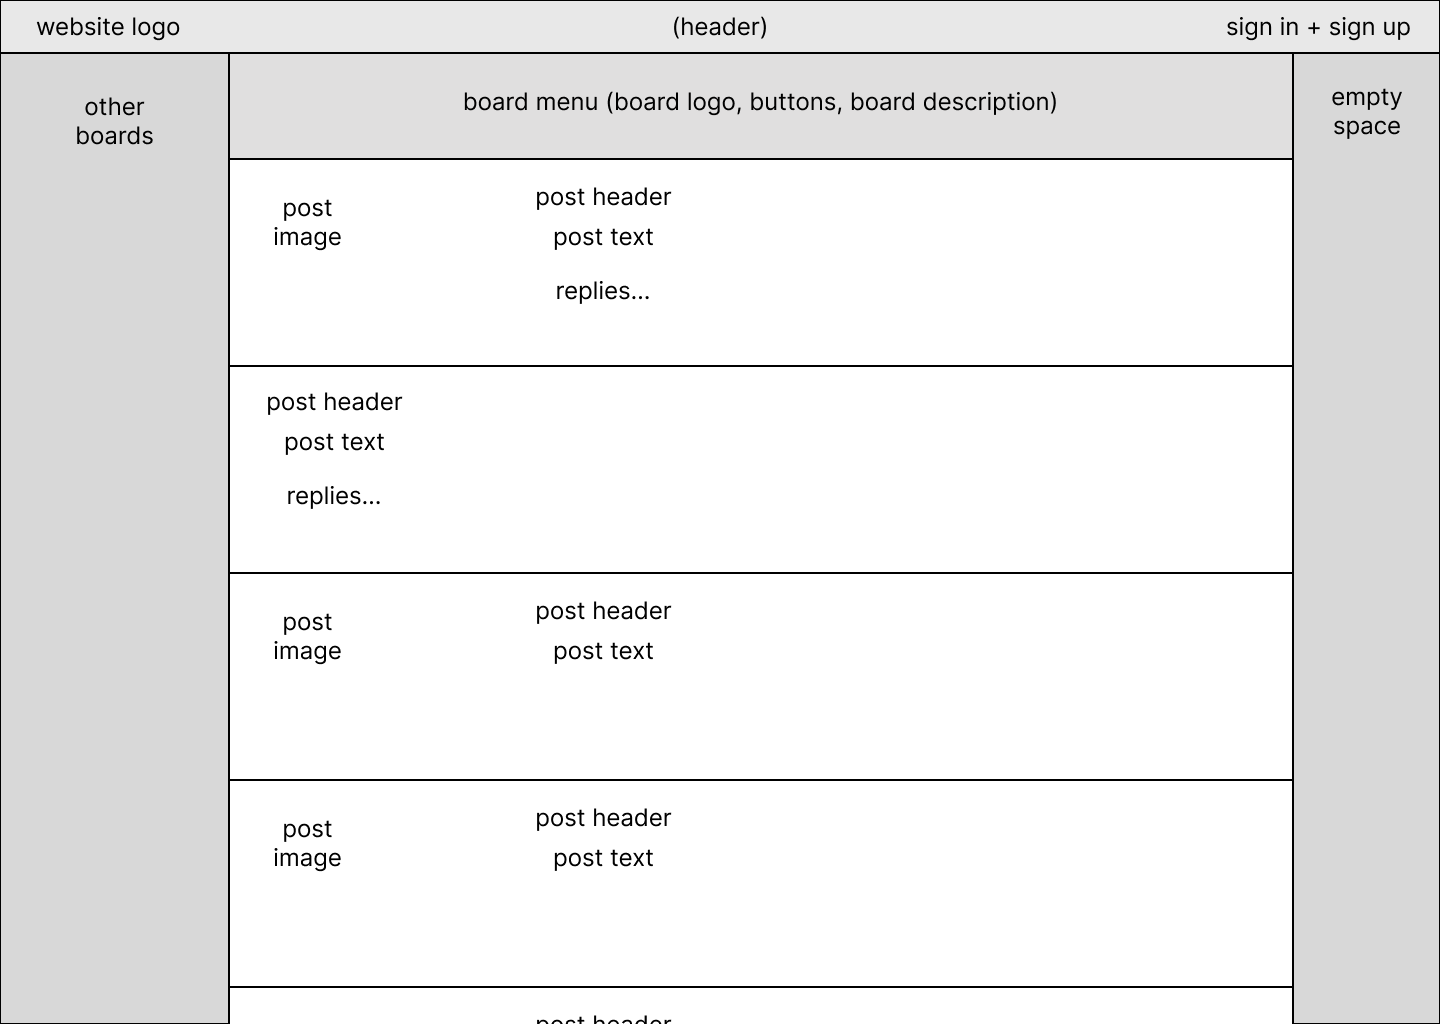 website logo
(header)
sign in + sign up
other
boards
board menu (board logo, buttons, board description)
empty
space
post
image
post header
post text
replies...
post header
post text
replies...
post
image
post header
post text
post
image
post header
post text
post header